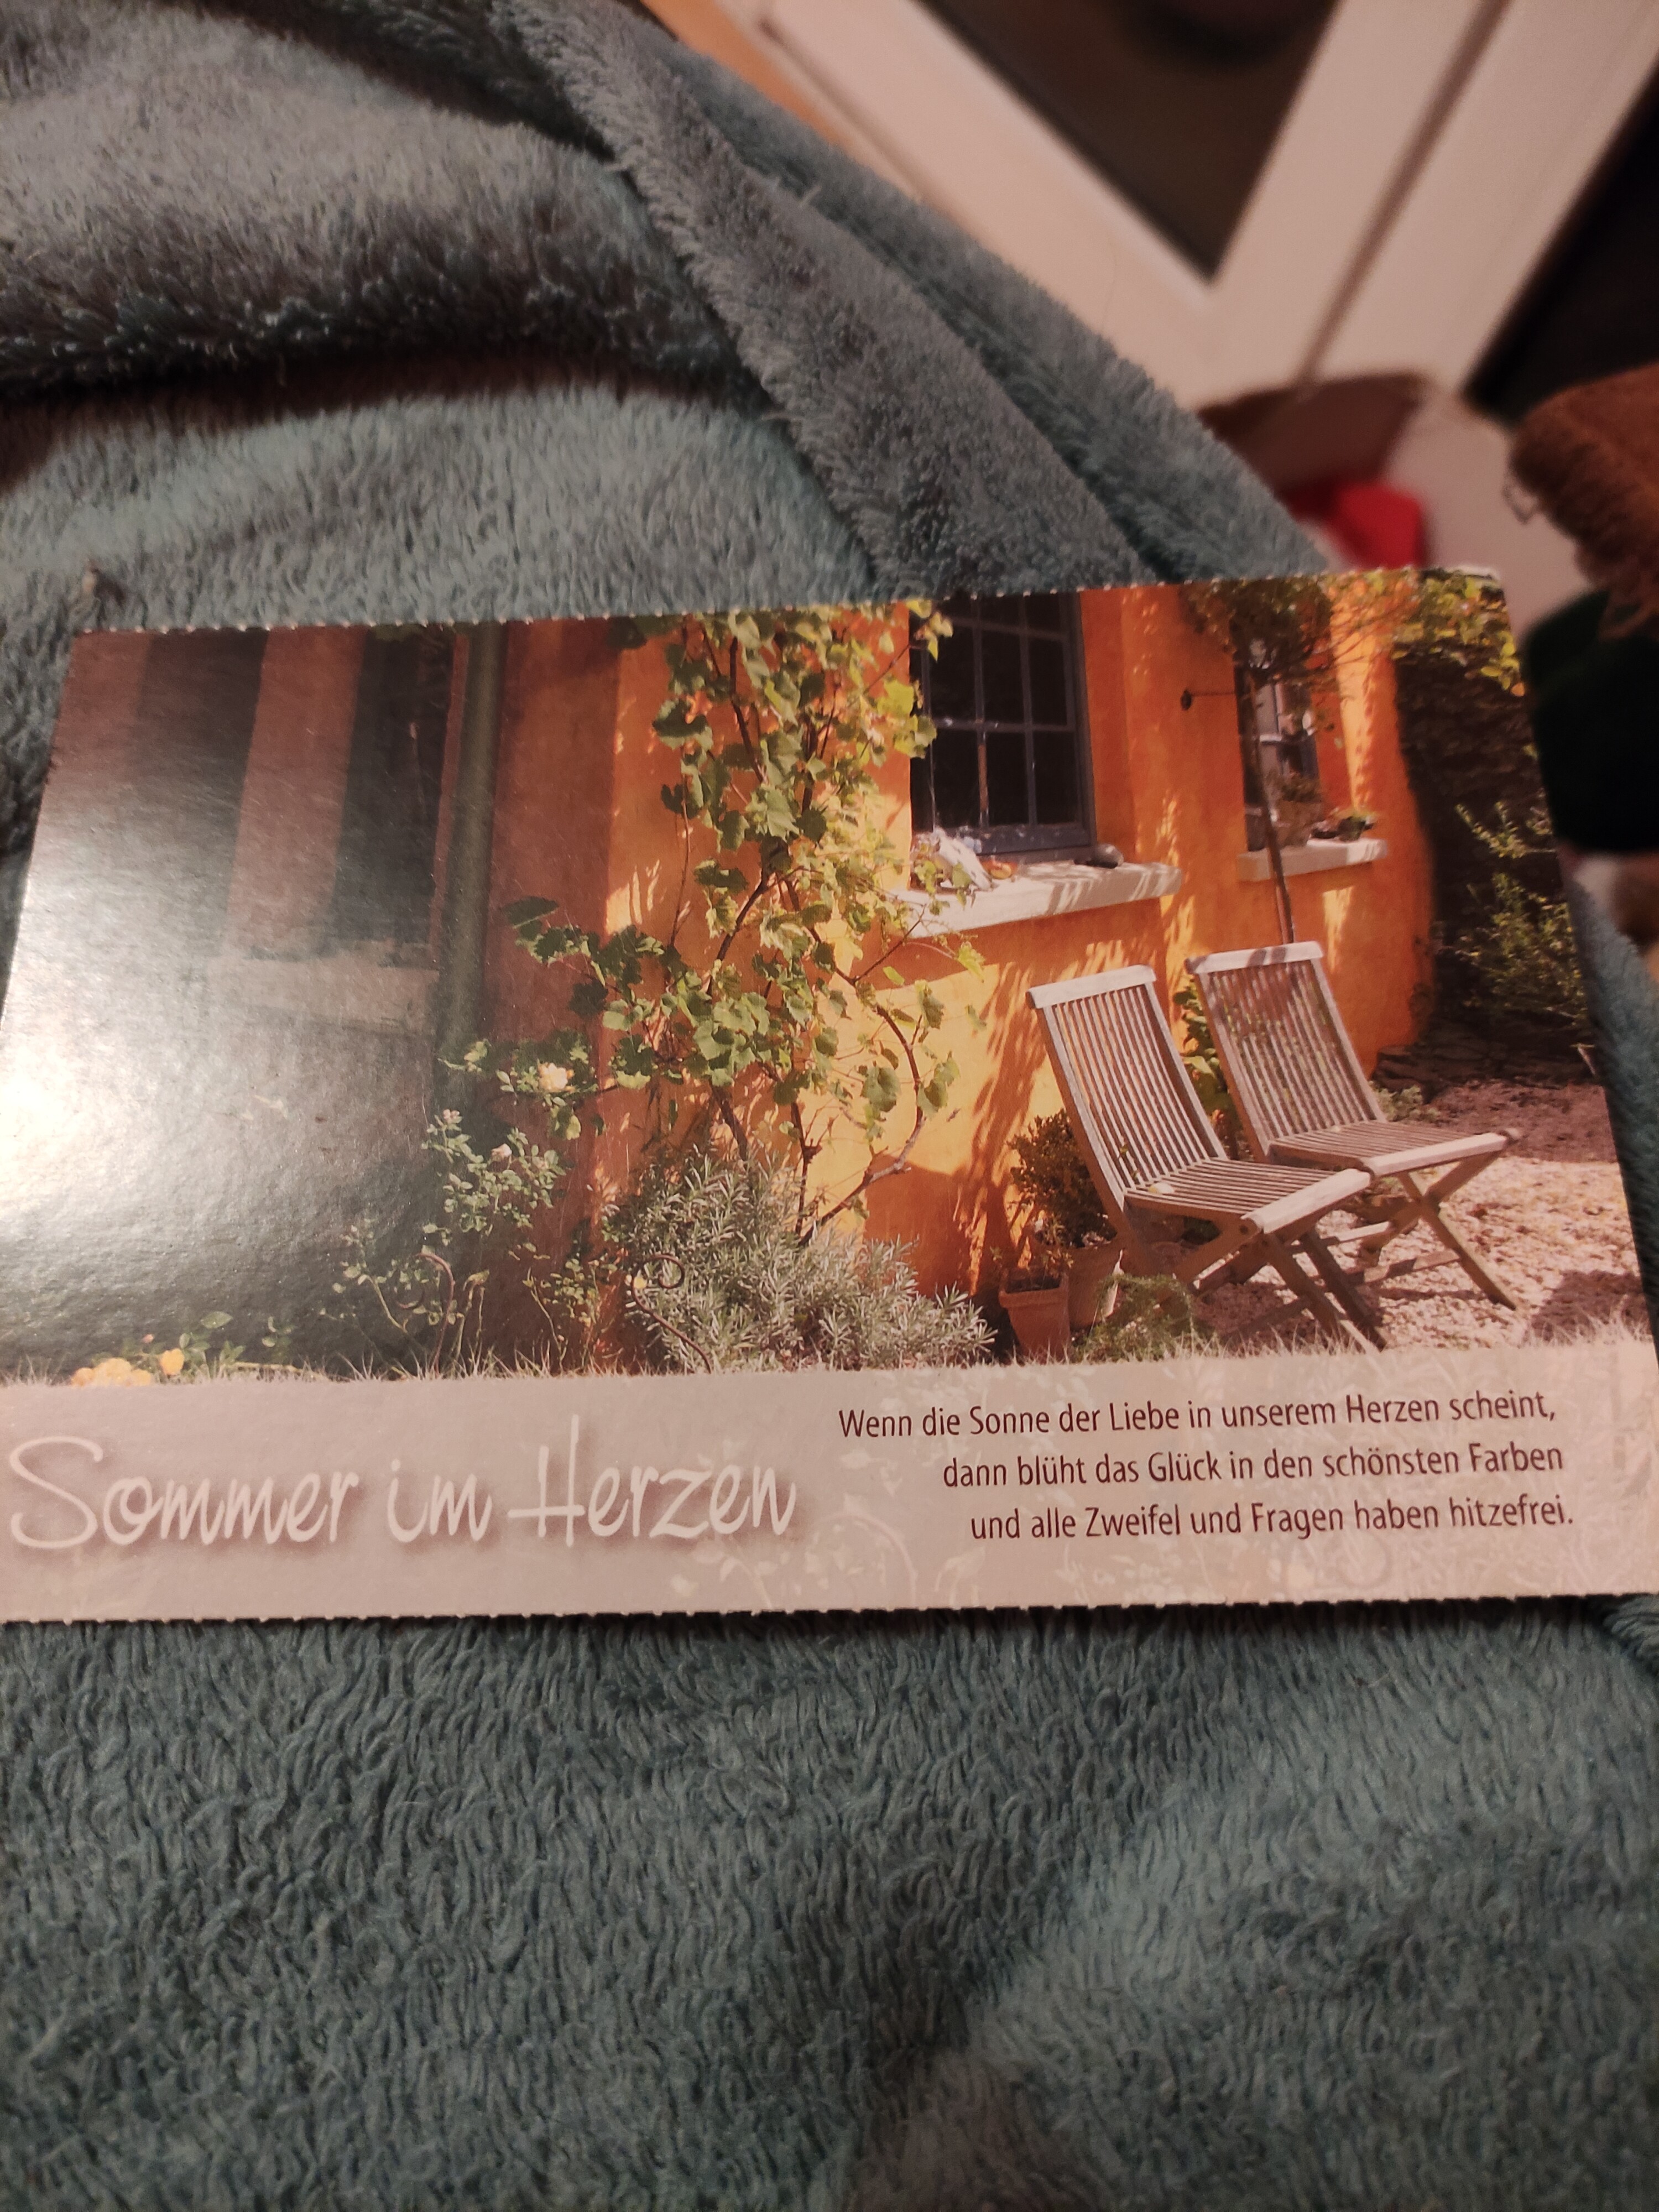 Sommer im Herzen
Wenn die Sonne der Liebe in unserem Herzen scheint,
dann blüht das Glück in den schönsten Farben
und alle Zweifel und Fragen haben hitzefrei.